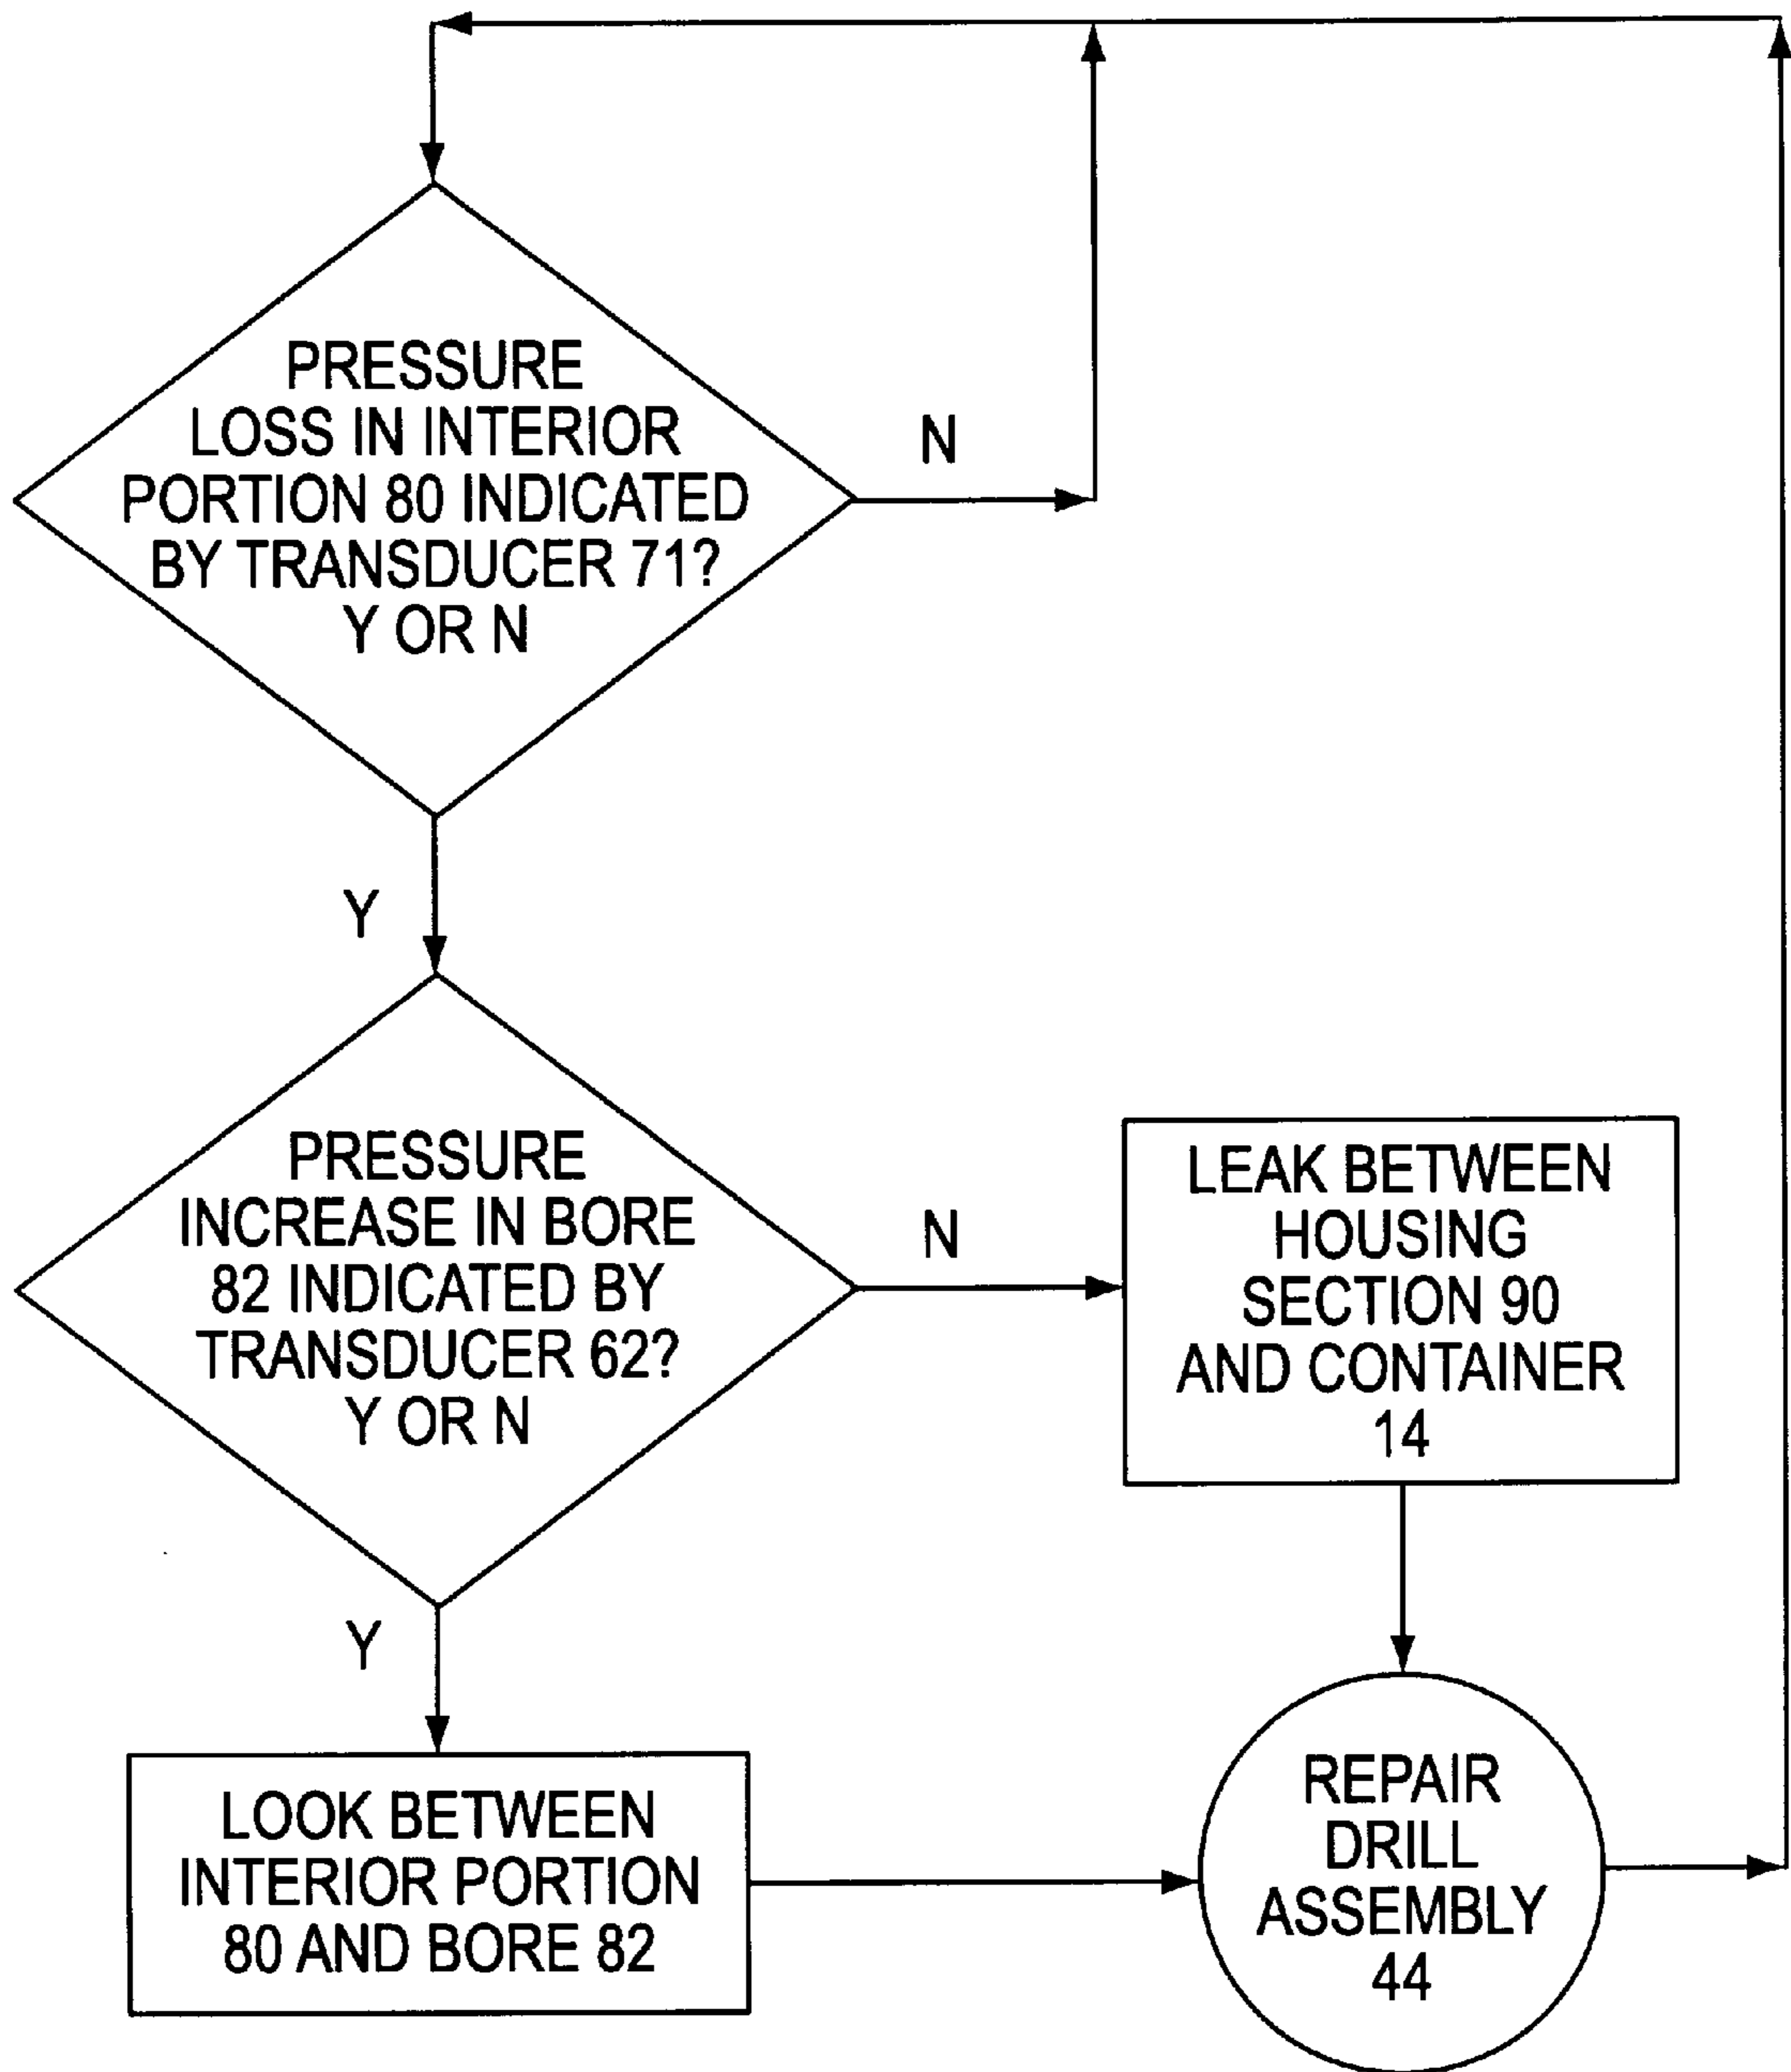 PRESSURE
LOSS IN INTERIOR
PORTION 80 INDICATED
BY TRANSDUCER 71?
Y OR N
N
Y
PRESSURE
INCREASE IN BORE
82 INDICATED BY
TRANSDUCER 62?
Y OR N
N
LEAK BETWEEN
HOUSING
SECTION 90
AND CONTAINER
14
Y
LOOK BETWEEN
INTERIOR PORTION
80 AND BORE 82
REPAIR
DRILL
ASSEMBLY
44